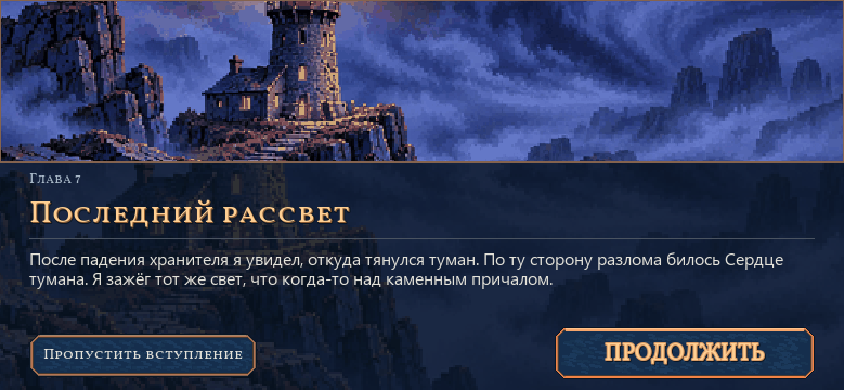 Глава 7
Последний рассвет
После падения хранителя я увидел, откуда тянулся туман. По ту сторону разлома билось Сердце
тумана. Я зажёг тот же свет, что когда-то над каменным причалом.
Пропустить вступление
ПРОДОЛЖИТЬ